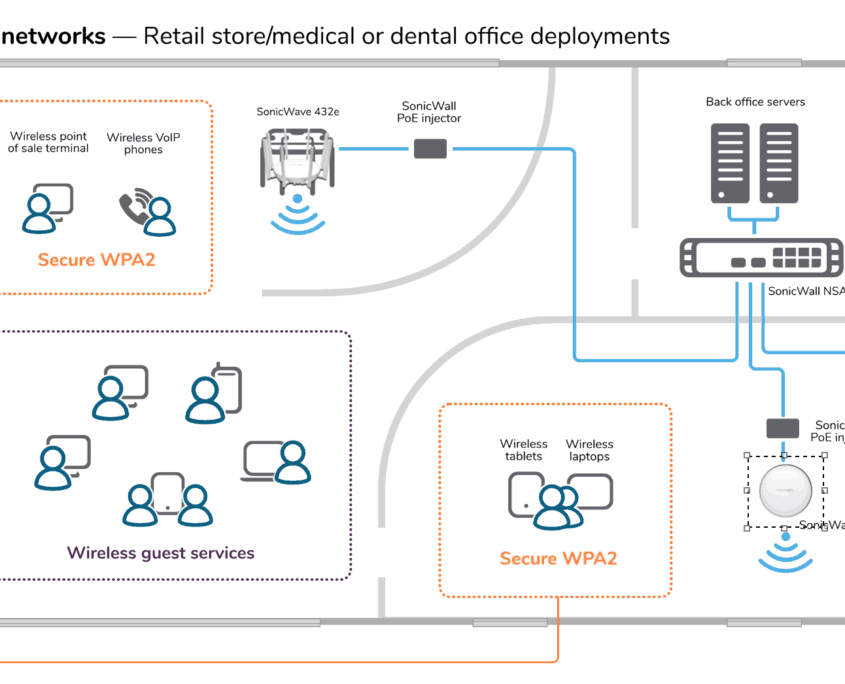 networks — Retail store/medical or dental office deployments
SonicWave 432e
SonicWall
PoE injector
Back office servers
Wireless point
of sale terminal
Wireless VoIP
phones
Secure WPA2
SonicWall NSA
Wireless
tablets
Wireless
laptops
Sonic
PoE inj
SonicWa
Wireless guest services
Secure WPA2